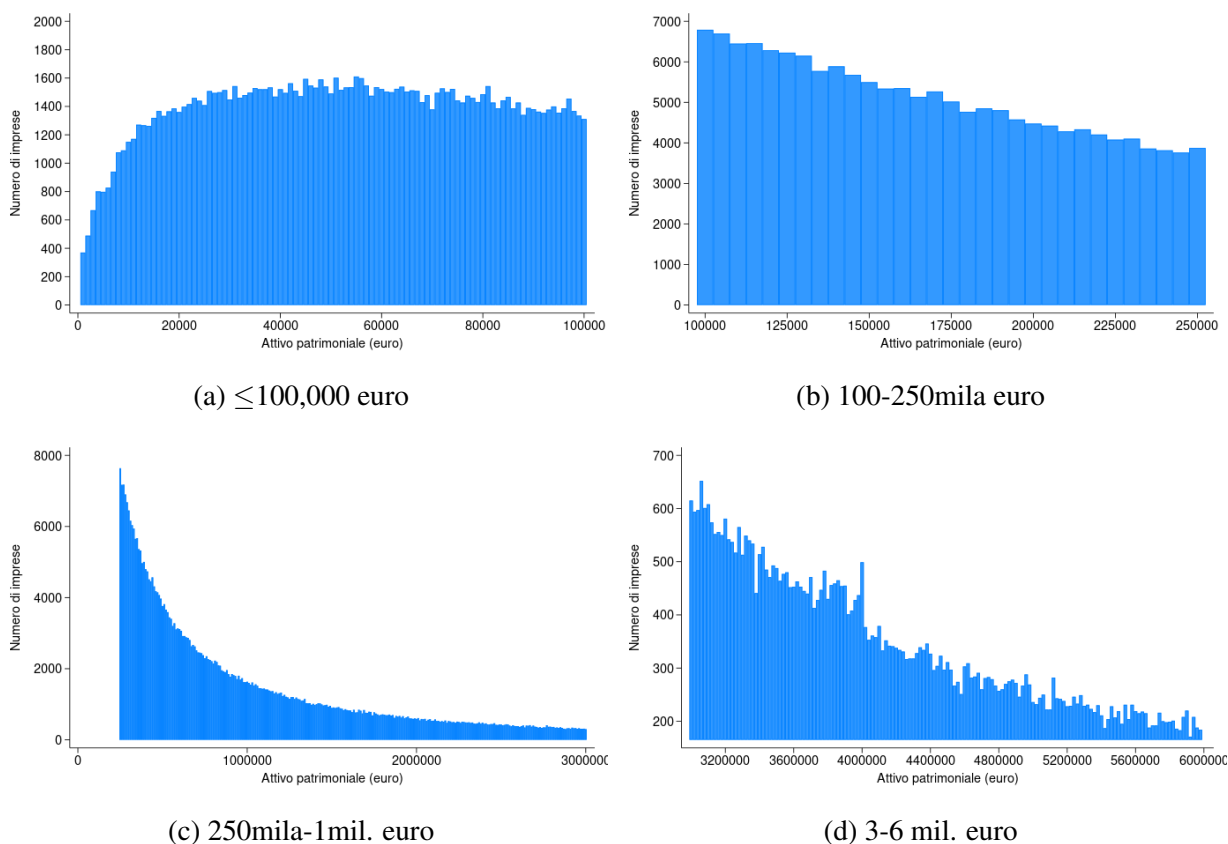 2000
1800
1600
1400
1200
1000
800
600
400
200
0
Numero di imprese
0 20000 40000 60000 80000 100000
Attivo patrimoniale (euro)
(a) ≤100,000 euro
7000
6000
5000
4000
3000
2000
1000
0
Numero di imprese
100000 125000 150000 175000 200000 225000 250000
Attivo patrimoniale (euro)
(b) 100-250mila euro
8000
6000
4000
2000
0
Numero di imprese
0 1000000 2000000 3000000
Attivo patrimoniale (euro)
(c) 250mila-1mil. euro
700
600
500
400
300
200
Numero di imprese
3200000 3600000 4000000 4400000 4800000 5200000 5600000 6000000
Attivo patrimoniale (euro)
(d) 3-6 mil. euro